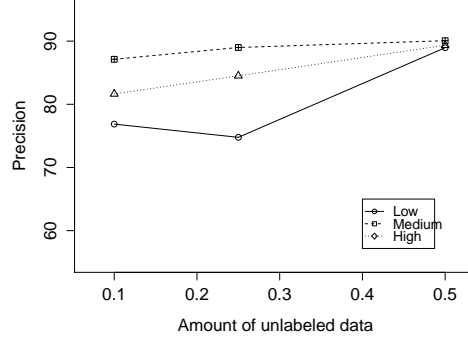 90
80
70
60
Precision
0.1 0.2 0.3 0.4 0.5
Amount of unlabeled data
Low
Medium
High